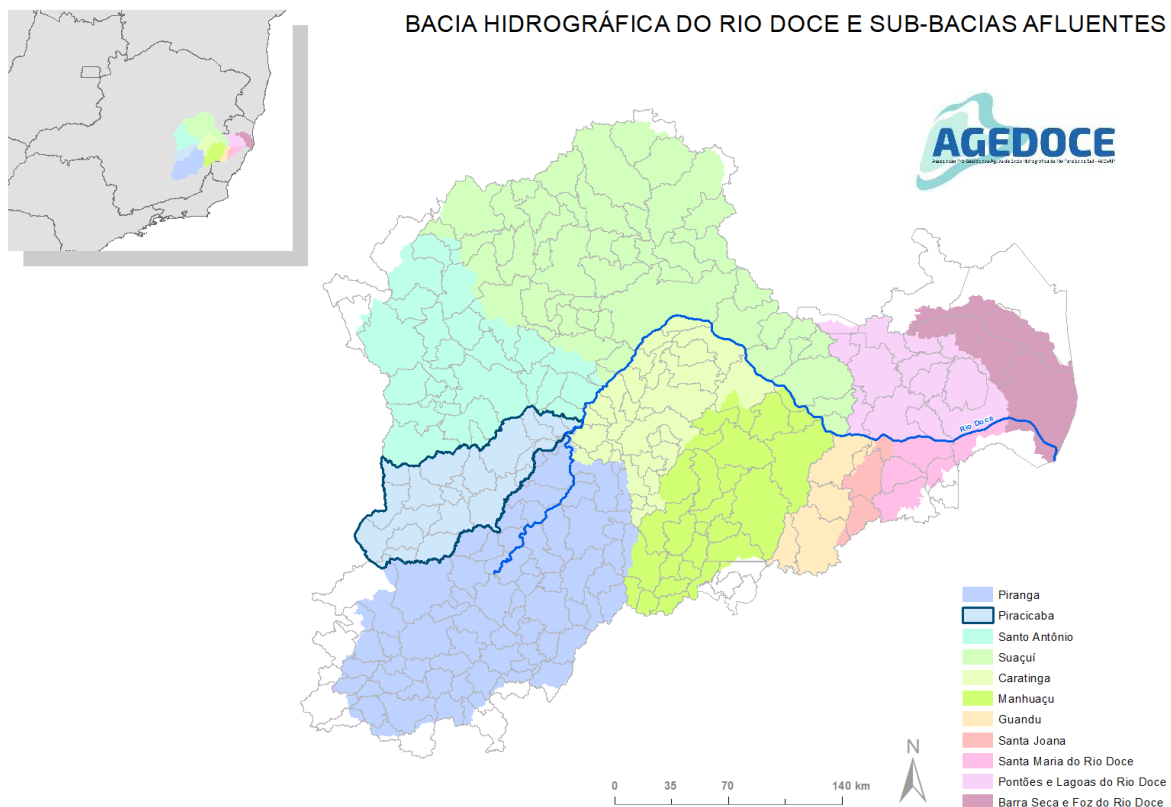 BACIA HIDROGRÁFICA DO RIO DOCE E SUB-BACIAS AFLUENTES
AGEDOCE
Rio Doce
Piranga
Piracicaba
Santo Antônio
Suaçuí
Caratinga
Manhuaçu
Guandu
Santa Joana
Santa Maria do Rio Doce
Pontões e Lagoas do Rio Doce
Barra Seca e Foz do Rio Doce
N
0 35 70 140 km